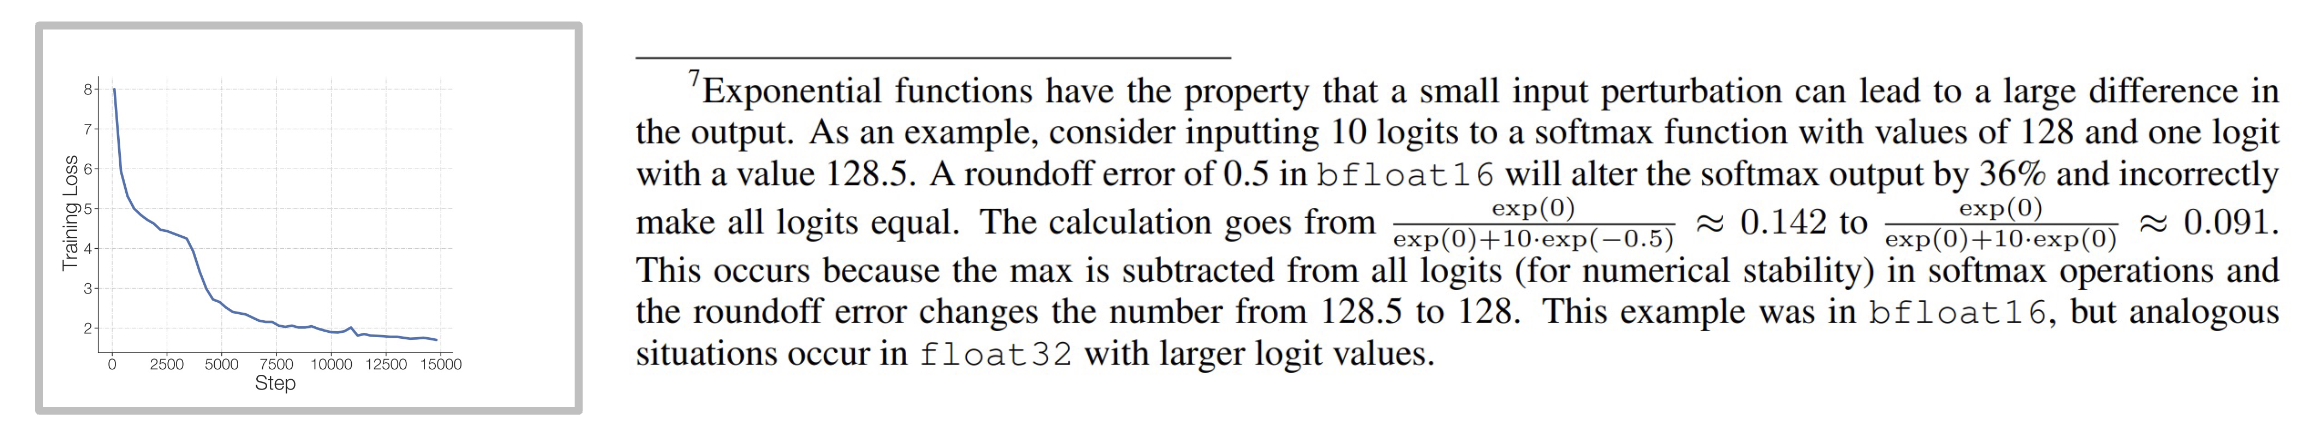 8
7
6
5
4
3
2
Training Loss
0 2500 5000 7500 10000 12500 15000
Step
⁷Exponential functions have the property that a small input perturbation can lead to a large difference in
the output. As an example, consider inputting 10 logits to a softmax function with values of 128 and one logit
with a value 128.5. A roundoff error of 0.5 in bfloat16 will alter the softmax output by 36% and incorrectly
make all logits equal. The calculation goes from exp(0)/(exp(0)+10·exp(−0.5)) ≈ 0.142 to exp(0)/(exp(0)+10·exp(0)) ≈ 0.091.
This occurs because the max is subtracted from all logits (for numerical stability) in softmax operations and
the roundoff error changes the number from 128.5 to 128. This example was in bfloat16, but analogous
situations occur in float32 with larger logit values.